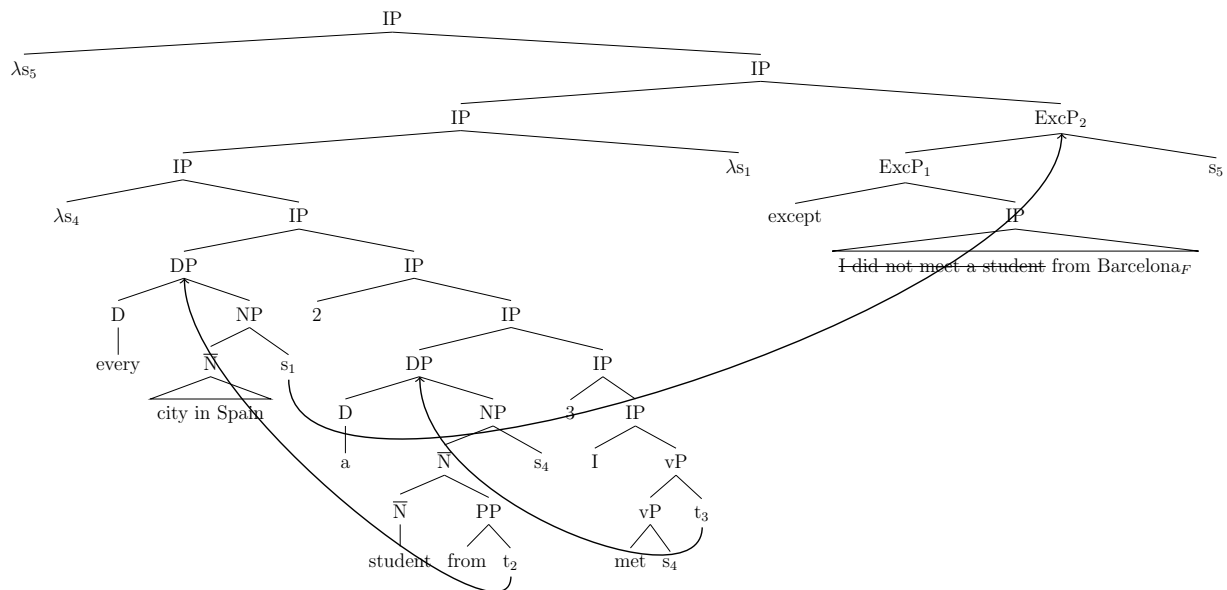 IP
λs₅ IP
IP ExcP₂
IP λs₁ ExcP₁ s₅
λs₄ IP except IP
DP IP I did not meet a student from Barcelona_F
D NP 2 IP
every N̅ s₁ DP IP
city in Spain D NP 3 IP
a N̅ s₄ I vP
N̅ PP vP t₃
student from t₂ met s₄